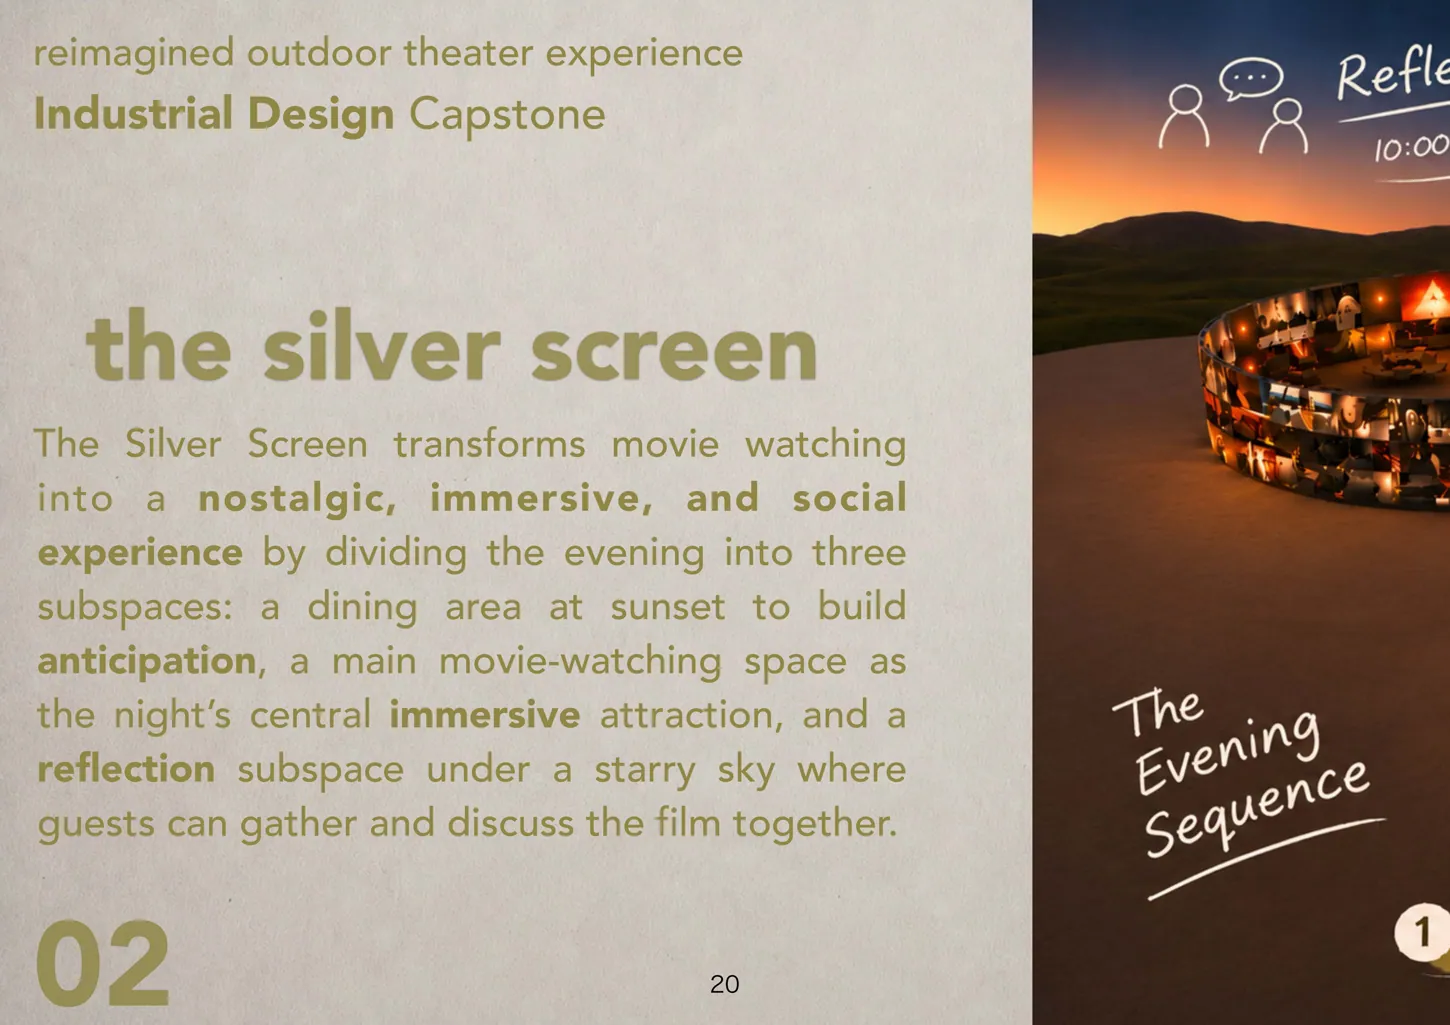 reimagined outdoor theater experience
Industrial Design Capstone
the silver screen
The Silver Screen transforms movie watching
into a nostalgic, immersive, and social
experience by dividing the evening into three
subspaces: a dining area at sunset to build
anticipation, a main movie-watching space as
the night’s central immersive attraction, and a
reflection subspace under a starry sky where
guests can gather and discuss the film together.
02
20
Refle
10:00
The
Evening
Sequence
1